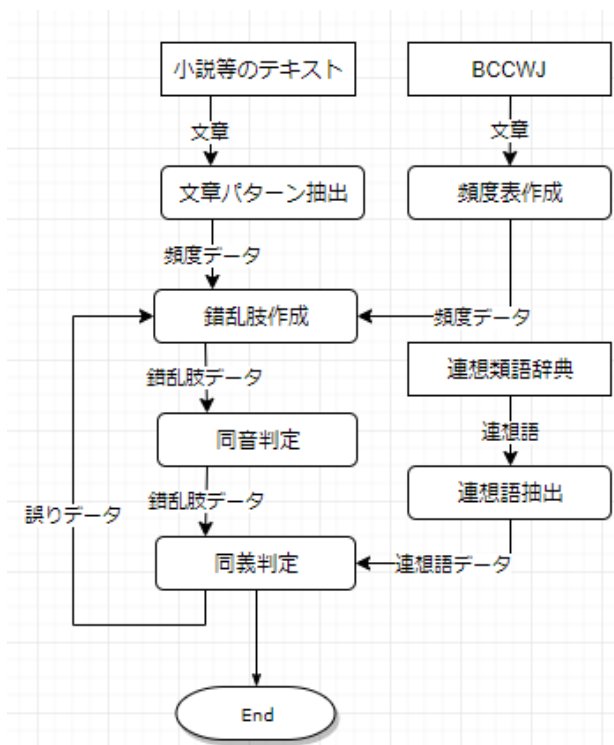 小説等のテキスト
BCCWJ
文章
文章
文章パターン抽出
頻度表作成
頻度データ
錯乱肢作成
頻度データ
錯乱肢データ
連想類語辞典
同音判定
連想語
錯乱肢データ
連想語抽出
誤りデータ
同義判定
連想語データ
End